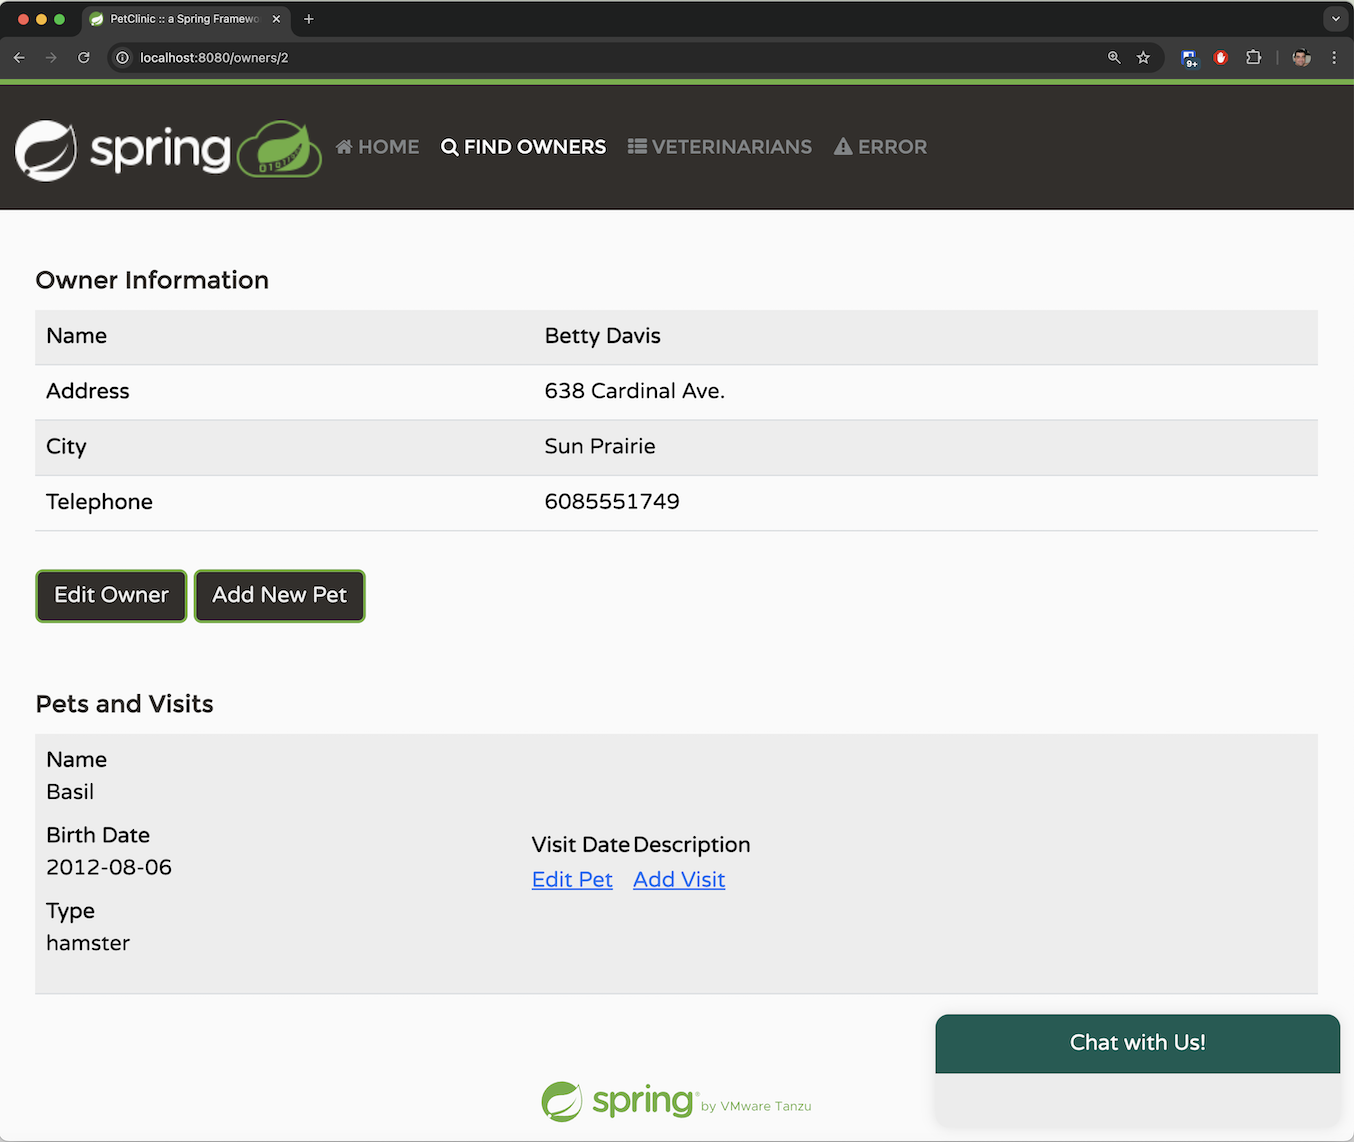 PetClinic :: a Spring Framewo
localhost:8080/owners/2
9+
spring
HOME
FIND OWNERS
VETERINARIANS
ERROR
Owner Information
Name Betty Davis
Address 638 Cardinal Ave.
City Sun Prairie
Telephone 6085551749
Edit Owner
Add New Pet
Pets and Visits
Name
Basil
Birth Date
2012-08-06
Type
hamster
Visit Date Description
Edit Pet Add Visit
Chat with Us!
spring by VMware Tanzu